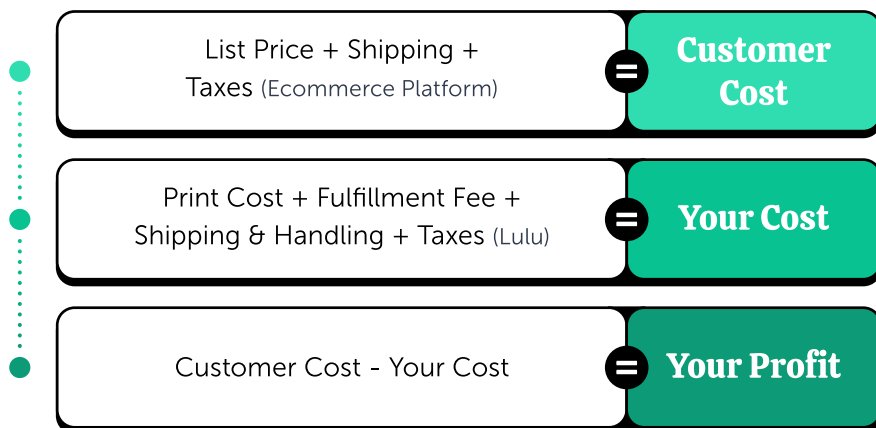 List Price + Shipping +
Taxes (Ecommerce Platform)
=
Customer
Cost
Print Cost + Fulfillment Fee +
Shipping & Handling + Taxes (Lulu)
=
Your Cost
Customer Cost - Your Cost
=
Your Profit